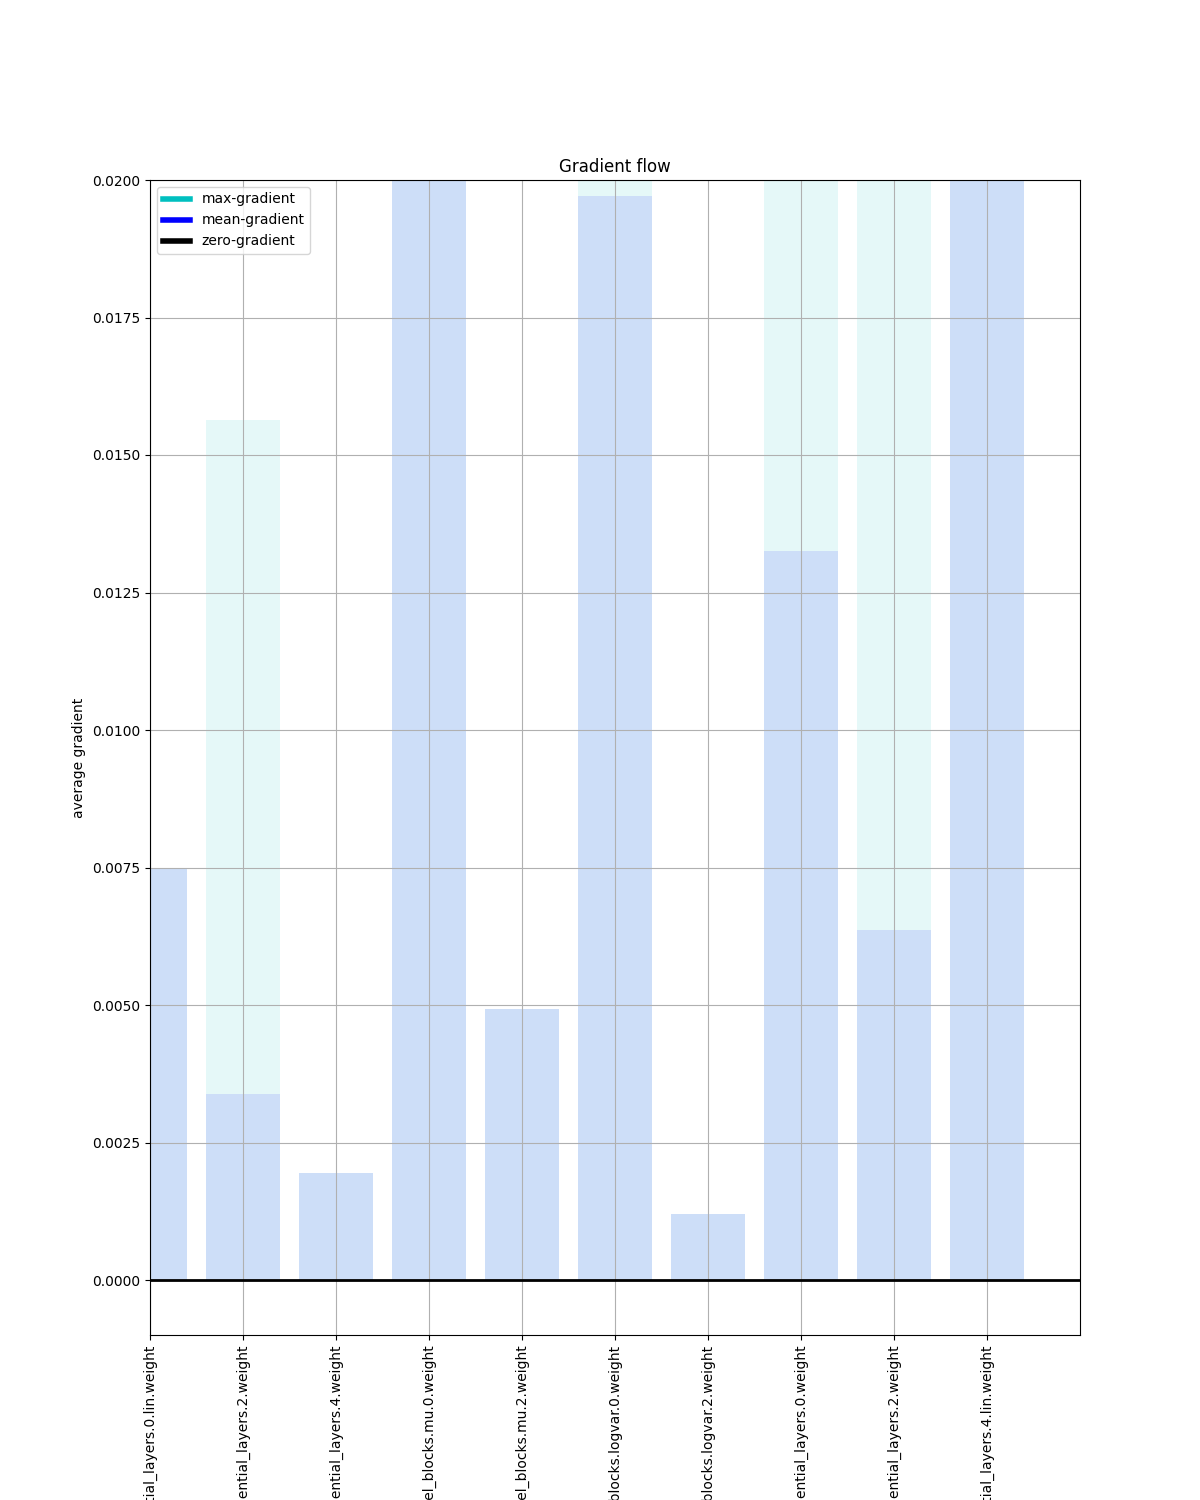 Gradient flow
max-gradient
mean-gradient
zero-gradient
0.0200
0.0175
0.0150
0.0125
0.0100
0.0075
0.0050
0.0025
0.0000
average gradient
tial_layers.0.lin.weight
ential_layers.2.weight
ential_layers.4.weight
el_blocks.mu.0.weight
el_blocks.mu.2.weight
blocks.logvar.0.weight
blocks.logvar.2.weight
ential_layers.0.weight
ential_layers.2.weight
tial_layers.4.lin.weight